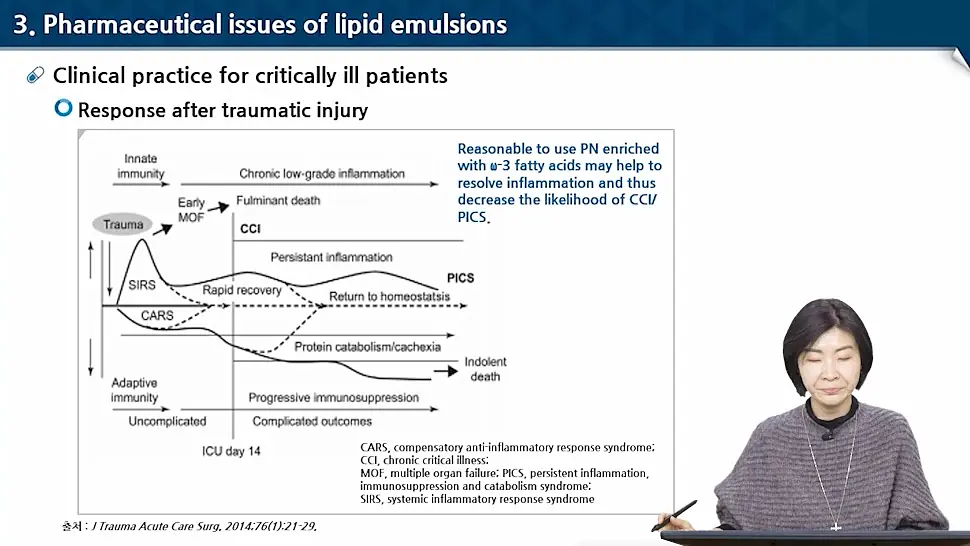 3. Pharmaceutical issues of lipid emulsions
Clinical practice for critically ill patients
Response after traumatic injury
Reasonable to use PN enriched
with ω-3 fatty acids may help to
resolve inflammation and thus
decrease the likelihood of CCI/
PICS.
Innate
immunity
Chronic low-grade inflammation
Early
MOF
Fulminant death
Trauma
CCI
Persistant inflammation
PICS
SIRS
Rapid recovery
Return to homeostatsis
CARS
Protein catabolism/cachexia
Indolent
death
Adaptive
immunity
Progressive immunosuppression
Uncomplicated
Complicated outcomes
ICU day 14
CARS, compensatory anti-inflammatory response syndrome;
CCI, chronic critical illness;
MOF, multiple organ failure; PICS, persistent inflammation,
immunosuppression and catabolism syndrome;
SIRS, systemic inflammatory response syndrome
출처 : J Trauma Acute Care Surg. 2014;76(1):21-29.